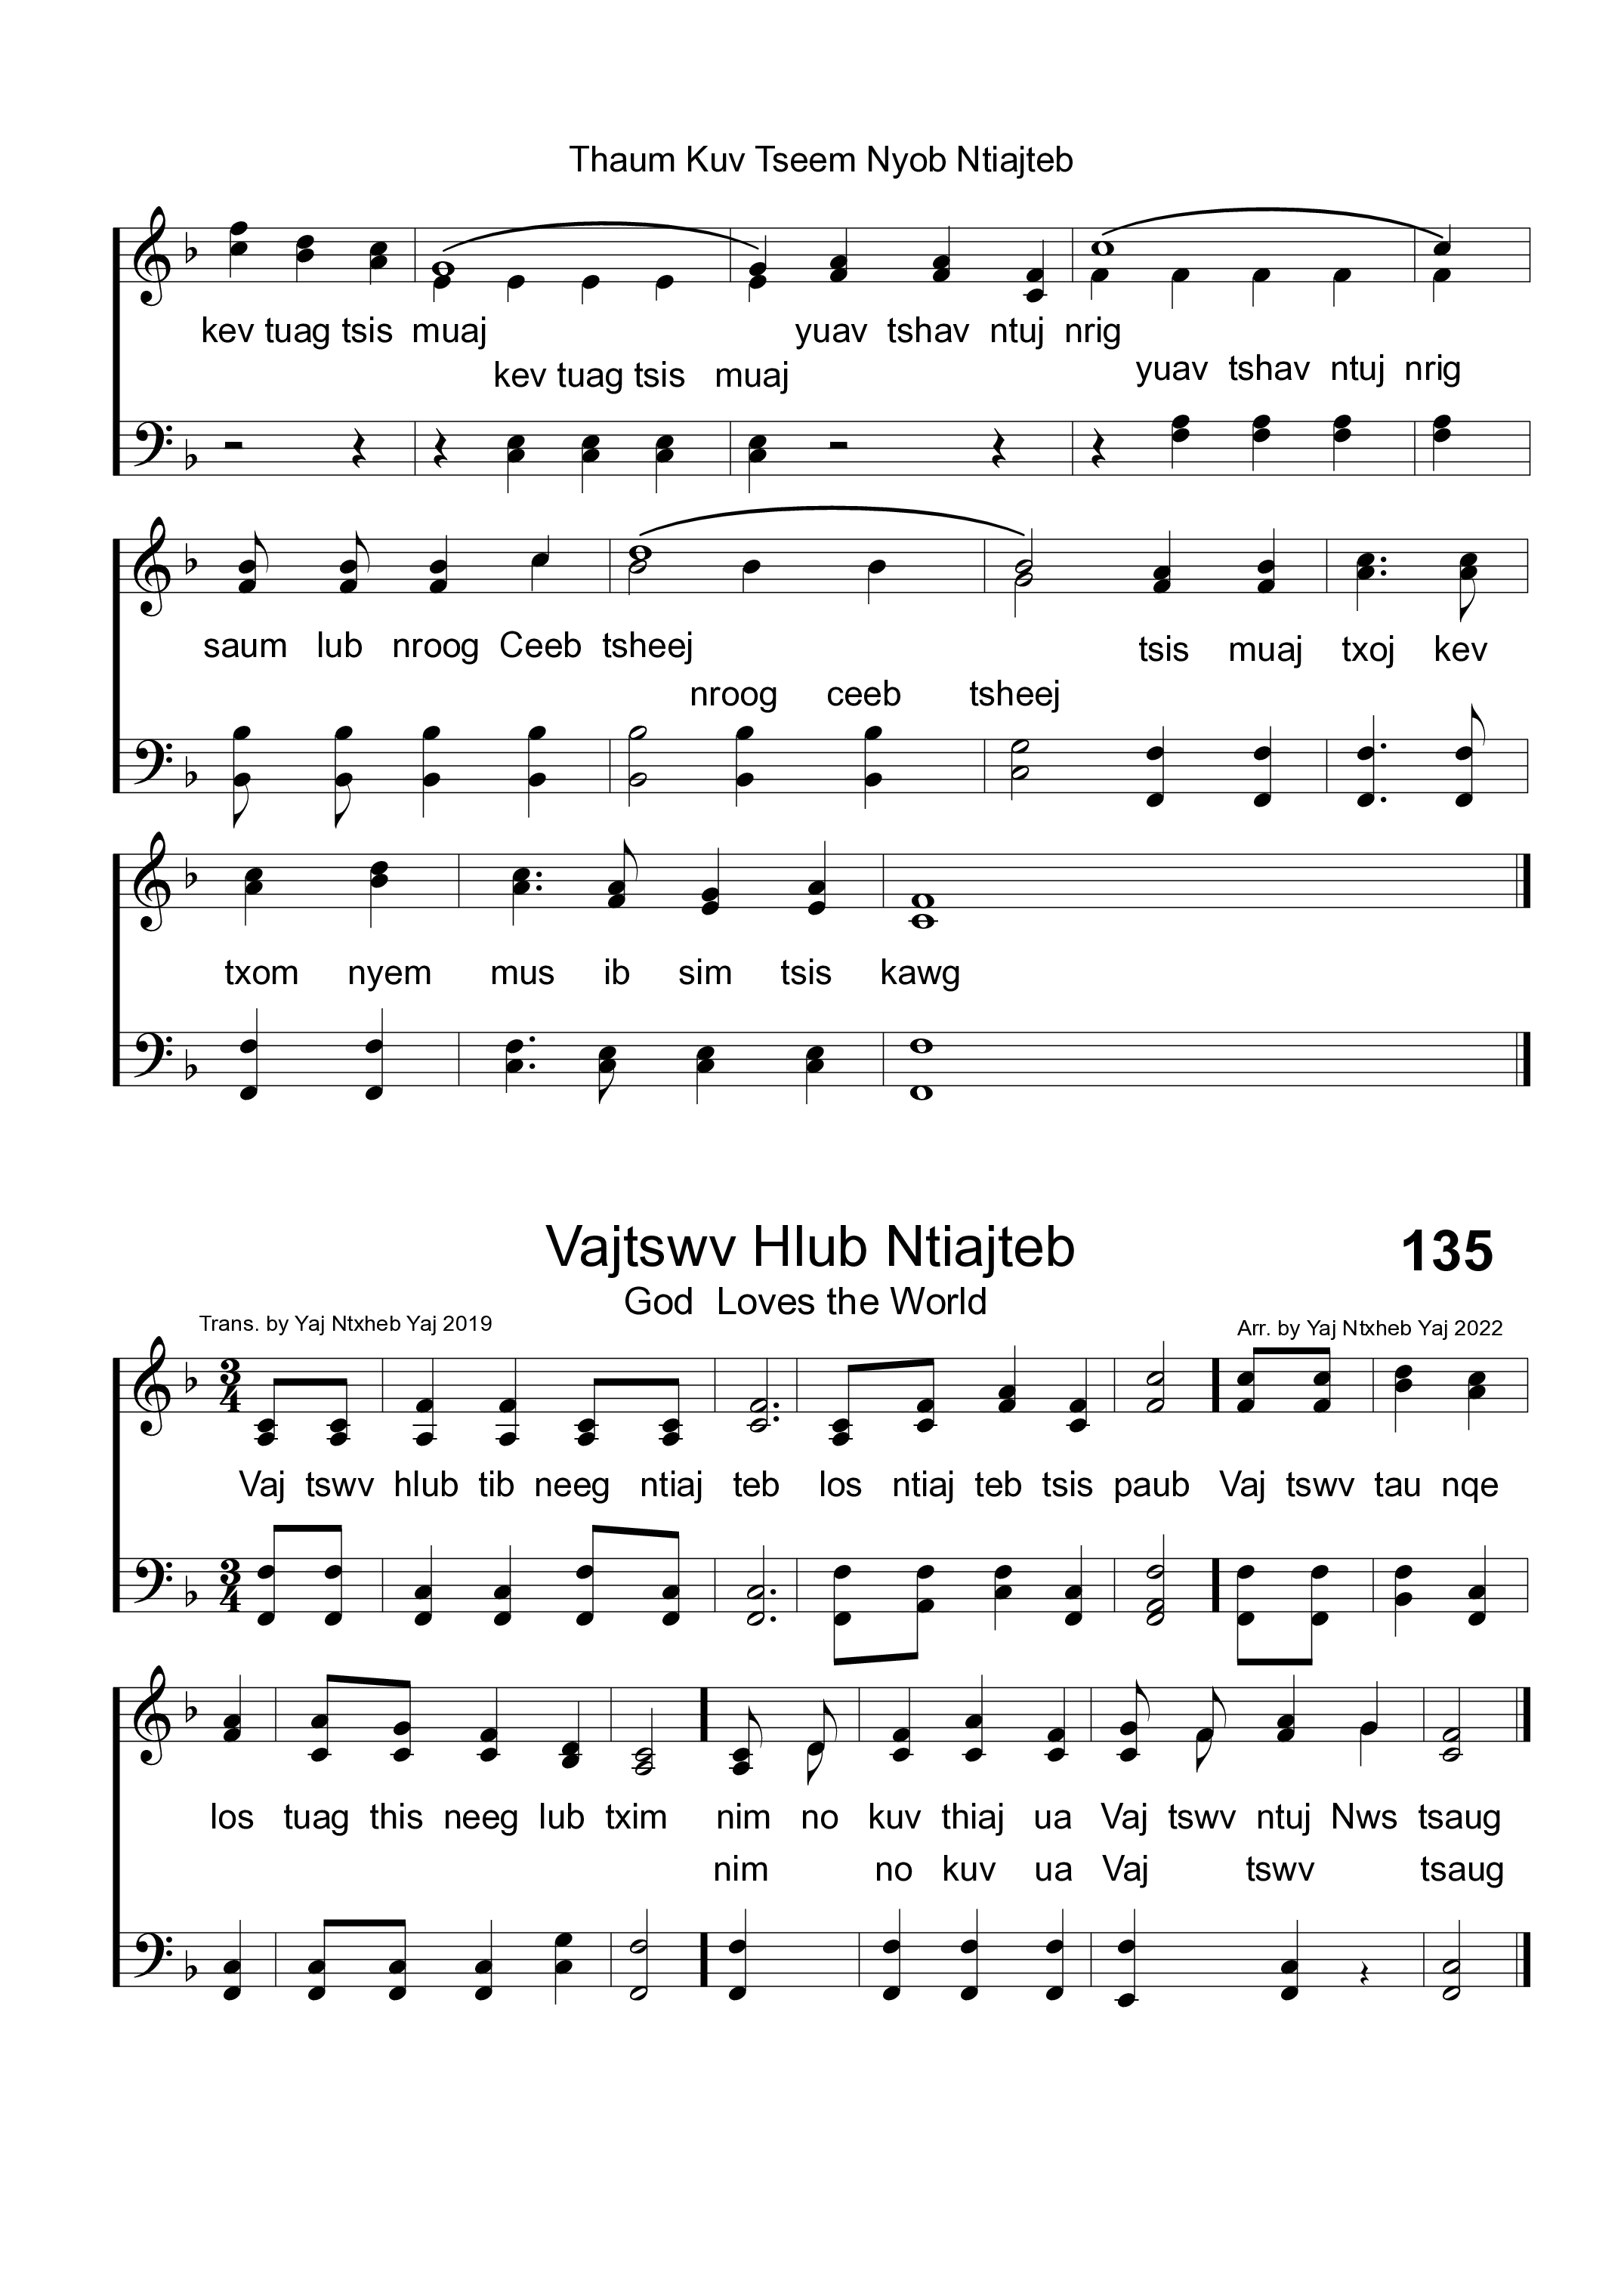 Thaum Kuv Tseem Nyob Ntiajteb
kev tuag tsis muaj yuav tshav ntuj nrig
kev tuag tsis muaj yuav tshav ntuj nrig
saum lub nroog Ceeb tsheej tsis muaj txoj kev
nroog ceeb tsheej
txom nyem mus ib sim tsis kawg
Vajtswv Hlub Ntiajteb
135
God Loves the World
Trans. by Yaj Ntxheb Yaj 2019
Arr. by Yaj Ntxheb Yaj 2022
3
4
Vaj tswv hlub tib neeg ntiaj teb los ntiaj teb tsis paub Vaj tswv tau nqe
3
4
los tuag this neeg lub txim nim no kuv thiaj ua Vaj tswv ntuj Nws tsaug
nim no kuv ua Vaj tswv tsaug